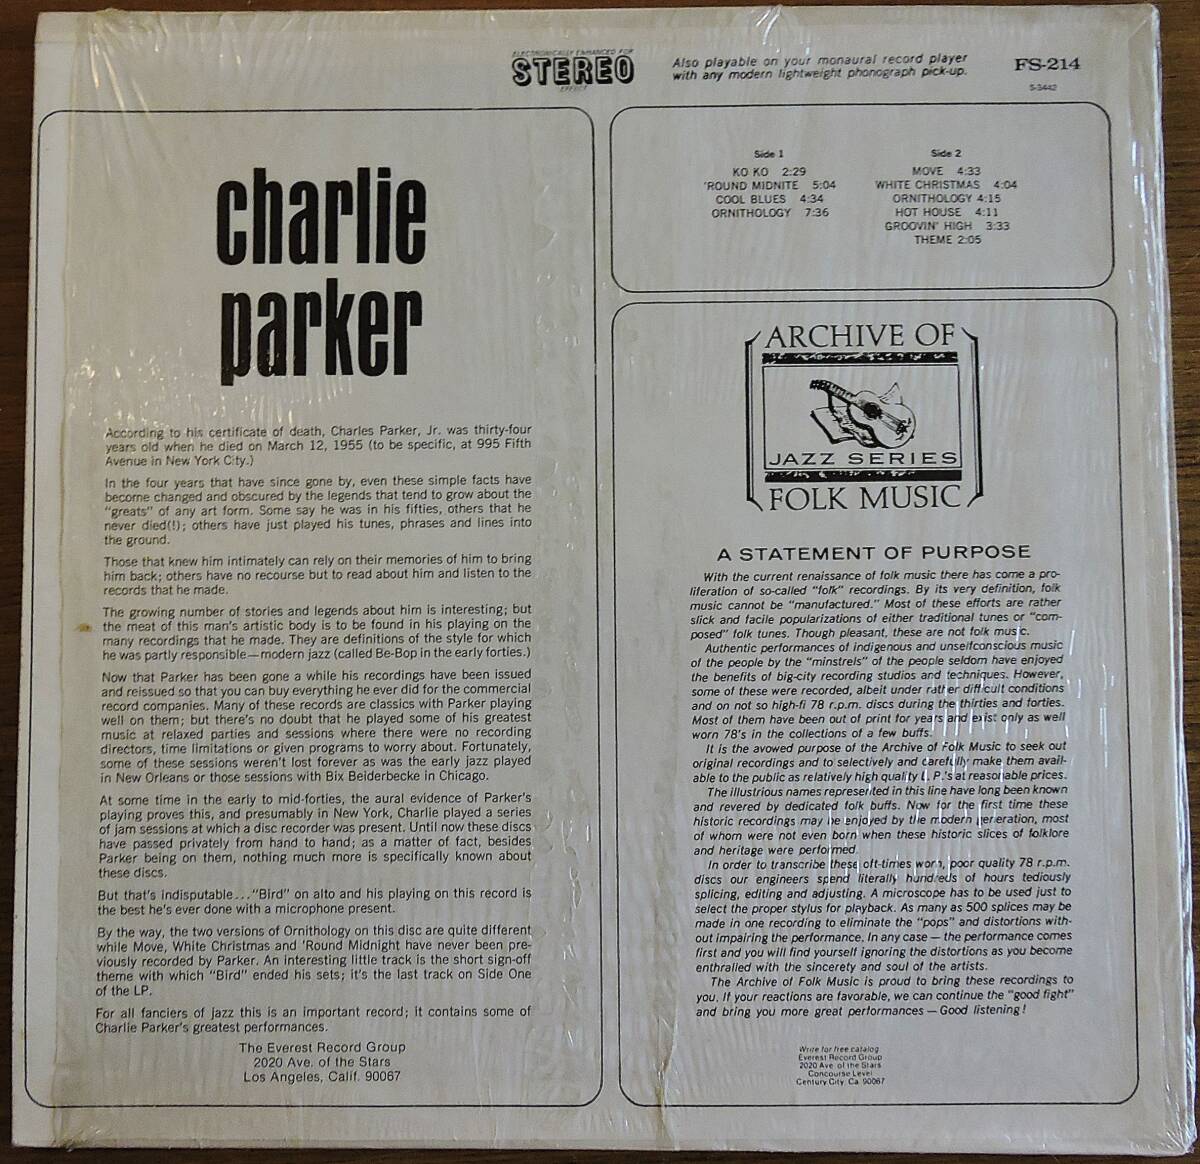 ELECTRONICALLY ENHANCED FOR
STEREO
EFFECT
Also playable on your monaural record player
with any modern lightweight phonograph pick-up.
FS-214
S-3442
charlie
parker
According to his certificate of death, Charles Parker, Jr. was thirty-four
years old when he died on March 12, 1955 (to be specific, at 995 Fifth
Avenue in New York City.)
In the four years that have since gone by, even these simple facts have
become changed and obscured by the legends that tend to grow about the
"greats" of any art form. Some say he was in his fifties, others that he
never died(!); others have just played his tunes, phrases and lines into
the ground.
Those that knew him intimately can rely on their memories of him to bring
him back; others have no recourse but to read about him and listen to the
records that he made.
The growing number of stories and legends about him is interesting; but
the meat of this man's artistic body is to be found in his playing on the
many recordings that he made. They are definitions of the style for which
he was partly responsible—modern jazz (called Be-Bop in the early forties.)
Now that Parker has been gone a while his recordings have been issued
and reissued so that you can buy everything he ever did for the commercial
record companies. Many of these records are classics with Parker playing
well on them; but there's no doubt that he played some of his greatest
music at relaxed parties and sessions where there were no recording
directors, time limitations or given programs to worry about. Fortunately,
some of these sessions weren't lost forever as was the early jazz played
in New Orleans or those sessions with Bix Beiderbecke in Chicago.
At some time in the early to mid-forties, the aural evidence of Parker's
playing proves this, and presumably in New York, Charlie played a series
of jam sessions at which a disc recorder was present. Until now these discs
have passed privately from hand to hand; as a matter of fact, besides
Parker being on them, nothing much more is specifically known about
these discs.
But that's indisputable..."Bird" on alto and his playing on this record is
the best he's ever done with a microphone present.
By the way, the two versions of Ornithology on this disc are quite different
while Move, White Christmas and 'Round Midnight have never been pre-
viously recorded by Parker. An interesting little track is the short sign-off
theme with which "Bird" ended his sets; it's the last track on Side One
of the LP.
For all fanciers of jazz this is an important record; it contains some of
Charlie Parker's greatest performances.
The Everest Record Group
2020 Ave. of the Stars
Los Angeles, Calif. 90067
Side 1
KO KO 2:29
'ROUND MIDNITE 5:04
COOL BLUES 4:34
ORNITHOLOGY 7:36
Side 2
MOVE 4:33
WHITE CHRISTMAS 4:04
ORNITHOLOGY 4:15
HOT HOUSE 4:11
GROOVIN' HIGH 3:33
THEME 2:05
ARCHIVE OF
JAZZ SERIES
FOLK MUSIC
A STATEMENT OF PURPOSE
With the current renaissance of folk music there has come a pro-
liferation of so-called "folk" recordings. By its very definition, folk
music cannot be "manufactured." Most of these efforts are rather
slick and facile popularizations of either traditional tunes or "com-
posed" folk tunes. Though pleasant, these are not folk music.
Authentic performances of indigenous and unselfconscious music
of the people by the "minstrels" of the people seldom have enjoyed
the benefits of big-city recording studios and techniques. However,
some of these were recorded, albeit under rather difficult conditions
and on not so high-fi 78 r.p.m. discs during the thirties and forties.
Most of them have been out of print for years and exist only as well
worn 78's in the collections of a few buffs.
It is the avowed purpose of the Archive of Folk Music to seek out
original recordings and to selectively and carefully make them avail-
able to the public as relatively high quality L.P.'s at reasonable prices.
The illustrious names represented in this line have long been known
and revered by dedicated folk buffs. Now for the first time these
historic recordings may be enjoyed by the modern generation, most
of whom were not even born when these historic slices of folklore
and heritage were performed.
In order to transcribe these oft-times worn, poor quality 78 r.p.m.
discs our engineers spend literally hundreds of hours tediously
splicing, editing and adjusting. A microscope has to be used just to
select the proper stylus for playback. As many as 500 splices may be
made in one recording to eliminate the "pops" and distortions with-
out impairing the performance. In any case — the performance comes
first and you will find yourself ignoring the distortions as you become
enthralled with the sincerety and soul of the artists.
The Archive of Folk Music is proud to bring these recordings to
you. If your reactions are favorable, we can continue the "good fight"
and bring you more great performances — Good listening!
Write for free catalog
Everest Record Group
2020 Ave. of the Stars
Concourse Level
Century City, Ca. 90067